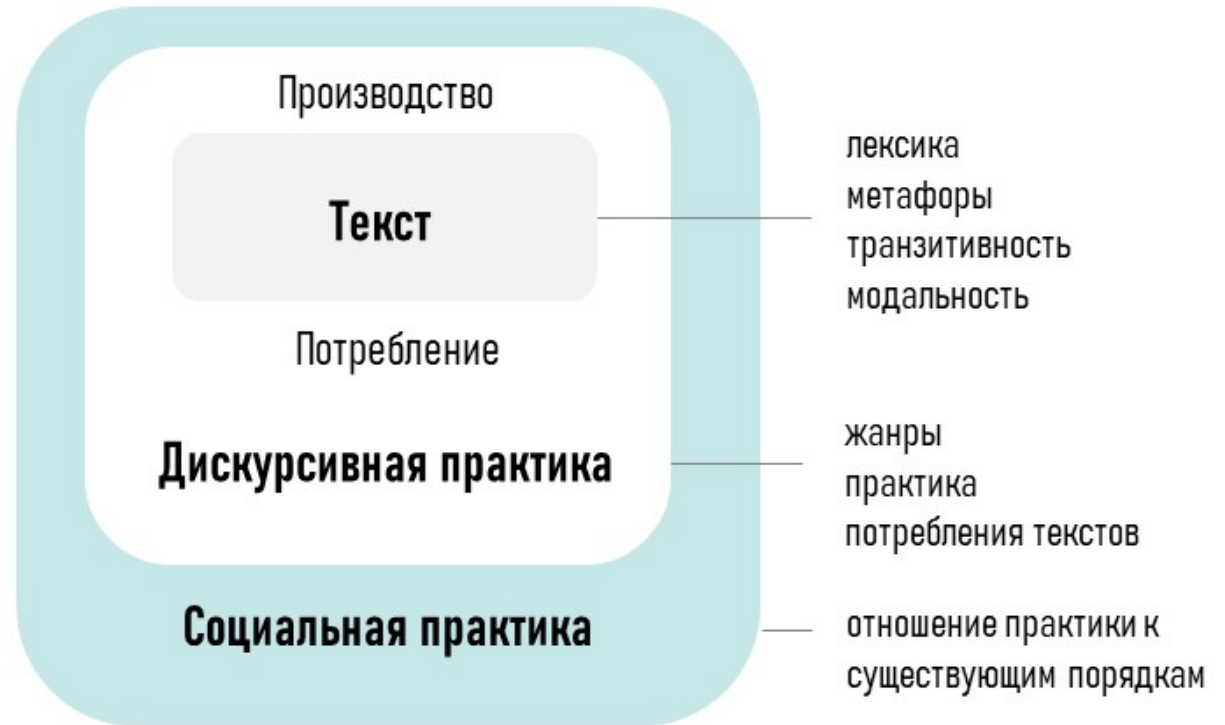 Производство
Текст
Потребление
Дискурсивная практика
Социальная практика
лексика
метафоры
транзитивность
модальность
жанры
практика
потребления текстов
отношение практики к
существующим порядкам